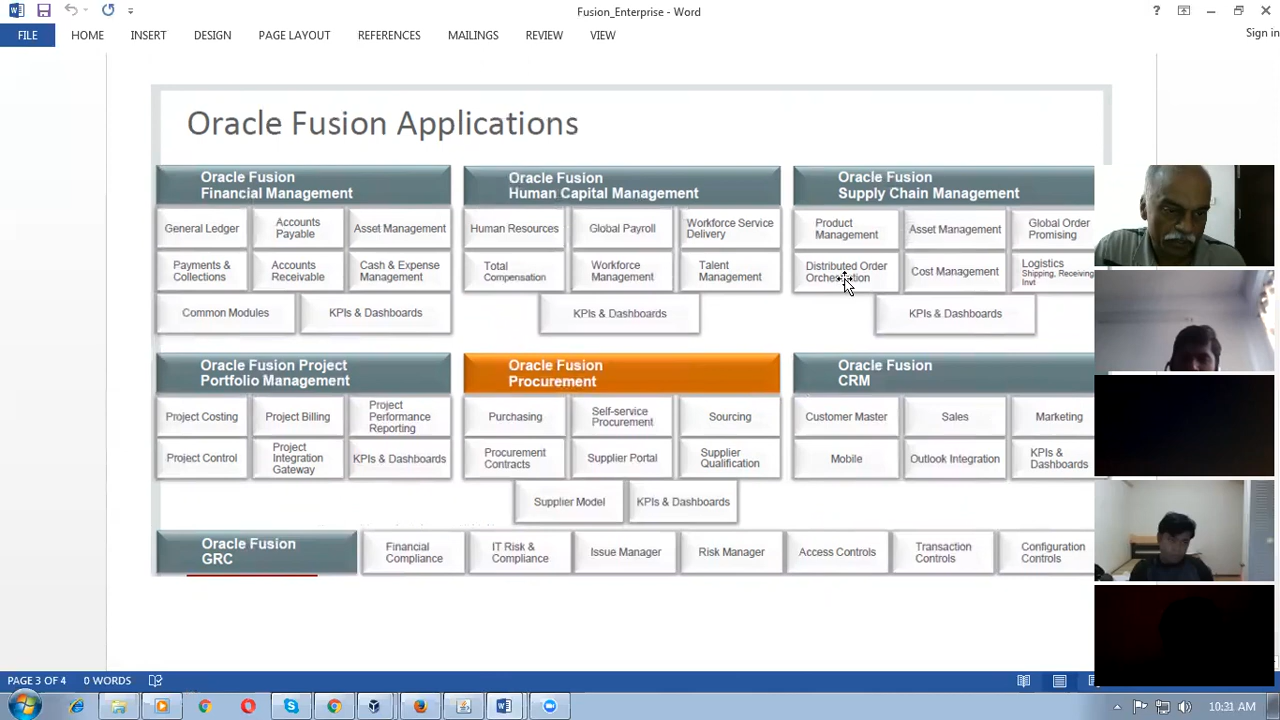 Fusion_Enterprise - Word
FILE
HOME
INSERT
DESIGN
PAGE LAYOUT
REFERENCES
MAILINGS
REVIEW
VIEW
Sign in
Oracle Fusion Applications
Oracle Fusion
Financial Management
General Ledger
Accounts
Payable
Asset Management
Payments &
Collections
Accounts
Receivable
Cash & Expense
Management
Common Modules
KPIs & Dashboards
Oracle Fusion
Human Capital Management
Human Resources
Global Payroll
Workforce Service
Delivery
Total
Compensation
Workforce
Management
Talent
Management
KPIs & Dashboards
Oracle Fusion
Supply Chain Management
Product
Management
Asset Management
Global Order
Promising
Distributed Order
Orchestration
Cost Management
Logistics
Shipping, Receiving
Invt
KPIs & Dashboards
Oracle Fusion Project
Portfolio Management
Project Costing
Project Billing
Project
Performance
Reporting
Project Control
Project
Integration
Gateway
KPIs & Dashboards
Oracle Fusion
Procurement
Purchasing
Self-service
Procurement
Sourcing
Procurement
Contracts
Supplier Portal
Supplier
Qualification
Supplier Model
KPIs & Dashboards
Oracle Fusion
CRM
Customer Master
Sales
Marketing
Mobile
Outlook Integration
KPIs &
Dashboards
Oracle Fusion
GRC
Financial
Compliance
IT Risk &
Compliance
Issue Manager
Risk Manager
Access Controls
Transaction
Controls
Configuration
Controls
PAGE 3 OF 4
0 WORDS
10:31 AM